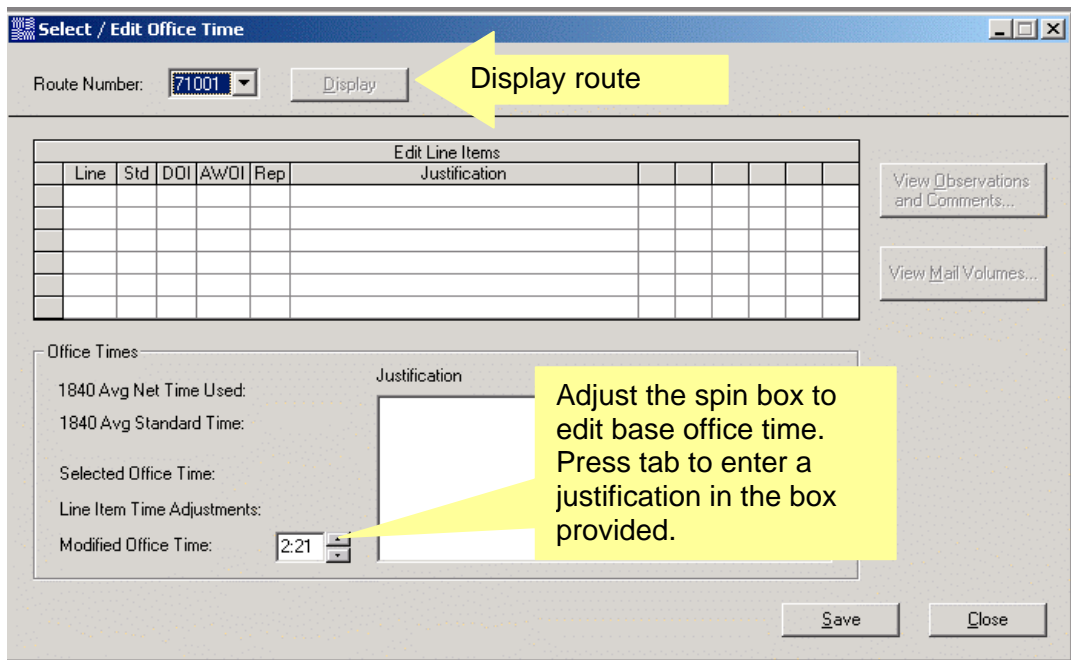 Select / Edit Office Time
Route Number: 71001 Display
Display route
Edit Line Items
Line Std DOI AWOI Rep Justification
View Observations
and Comments...
View Mail Volumes...
Office Times
1840 Avg Net Time Used:
1840 Avg Standard Time:
Selected Office Time:
Line Item Time Adjustments:
Modified Office Time: 2:21
Justification
Adjust the spin box to
edit base office time.
Press tab to enter a
justification in the box
provided.
Save Close